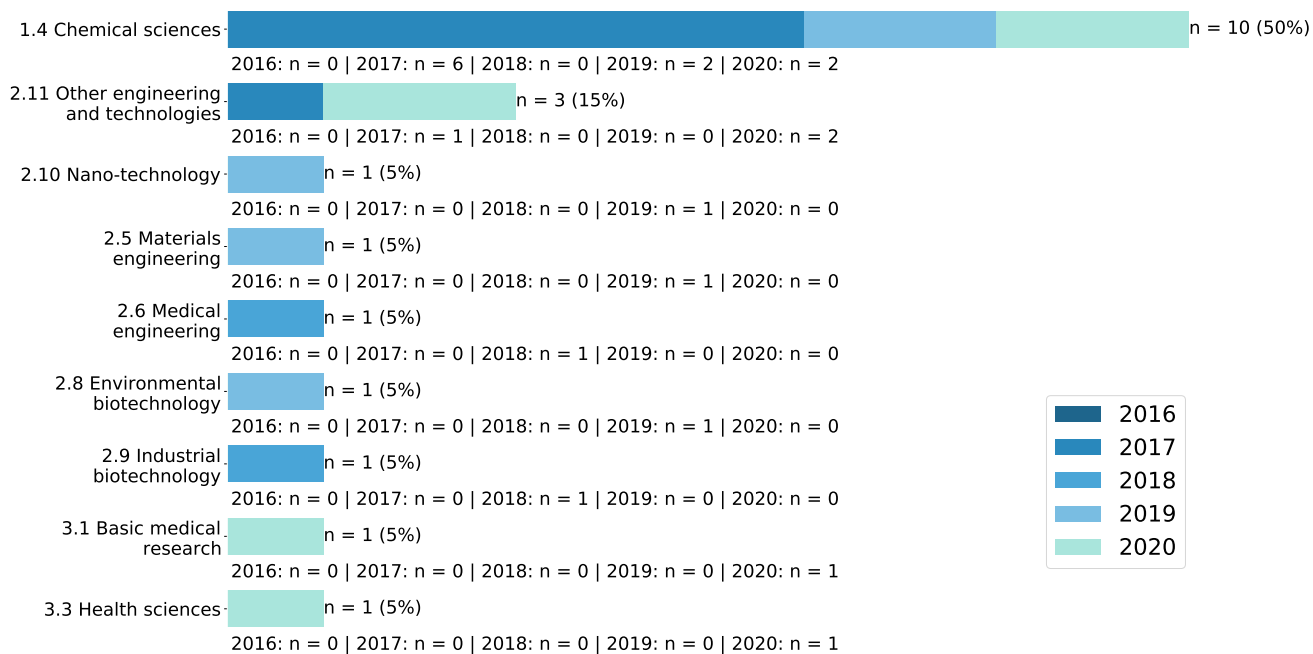 1.4 Chemical sciences
n = 10 (50%)
2016: n = 0 | 2017: n = 6 | 2018: n = 0 | 2019: n = 2 | 2020: n = 2
2.11 Other engineering
and technologies
n = 3 (15%)
2016: n = 0 | 2017: n = 1 | 2018: n = 0 | 2019: n = 0 | 2020: n = 2
2.10 Nano-technology
n = 1 (5%)
2016: n = 0 | 2017: n = 0 | 2018: n = 0 | 2019: n = 1 | 2020: n = 0
2.5 Materials
engineering
n = 1 (5%)
2016: n = 0 | 2017: n = 0 | 2018: n = 0 | 2019: n = 1 | 2020: n = 0
2.6 Medical
engineering
n = 1 (5%)
2016: n = 0 | 2017: n = 0 | 2018: n = 1 | 2019: n = 0 | 2020: n = 0
2.8 Environmental
biotechnology
n = 1 (5%)
2016: n = 0 | 2017: n = 0 | 2018: n = 0 | 2019: n = 1 | 2020: n = 0
2.9 Industrial
biotechnology
n = 1 (5%)
2016: n = 0 | 2017: n = 0 | 2018: n = 1 | 2019: n = 0 | 2020: n = 0
3.1 Basic medical
research
n = 1 (5%)
2016: n = 0 | 2017: n = 0 | 2018: n = 0 | 2019: n = 0 | 2020: n = 1
3.3 Health sciences
n = 1 (5%)
2016: n = 0 | 2017: n = 0 | 2018: n = 0 | 2019: n = 0 | 2020: n = 1
2016
2017
2018
2019
2020